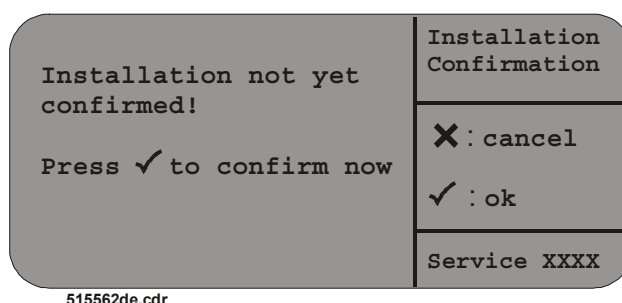 Installation not yet
confirmed!
Press ✓ to confirm now
Installation
Confirmation
✗ : cancel
✓ : ok
Service XXXX
515562de.cdr